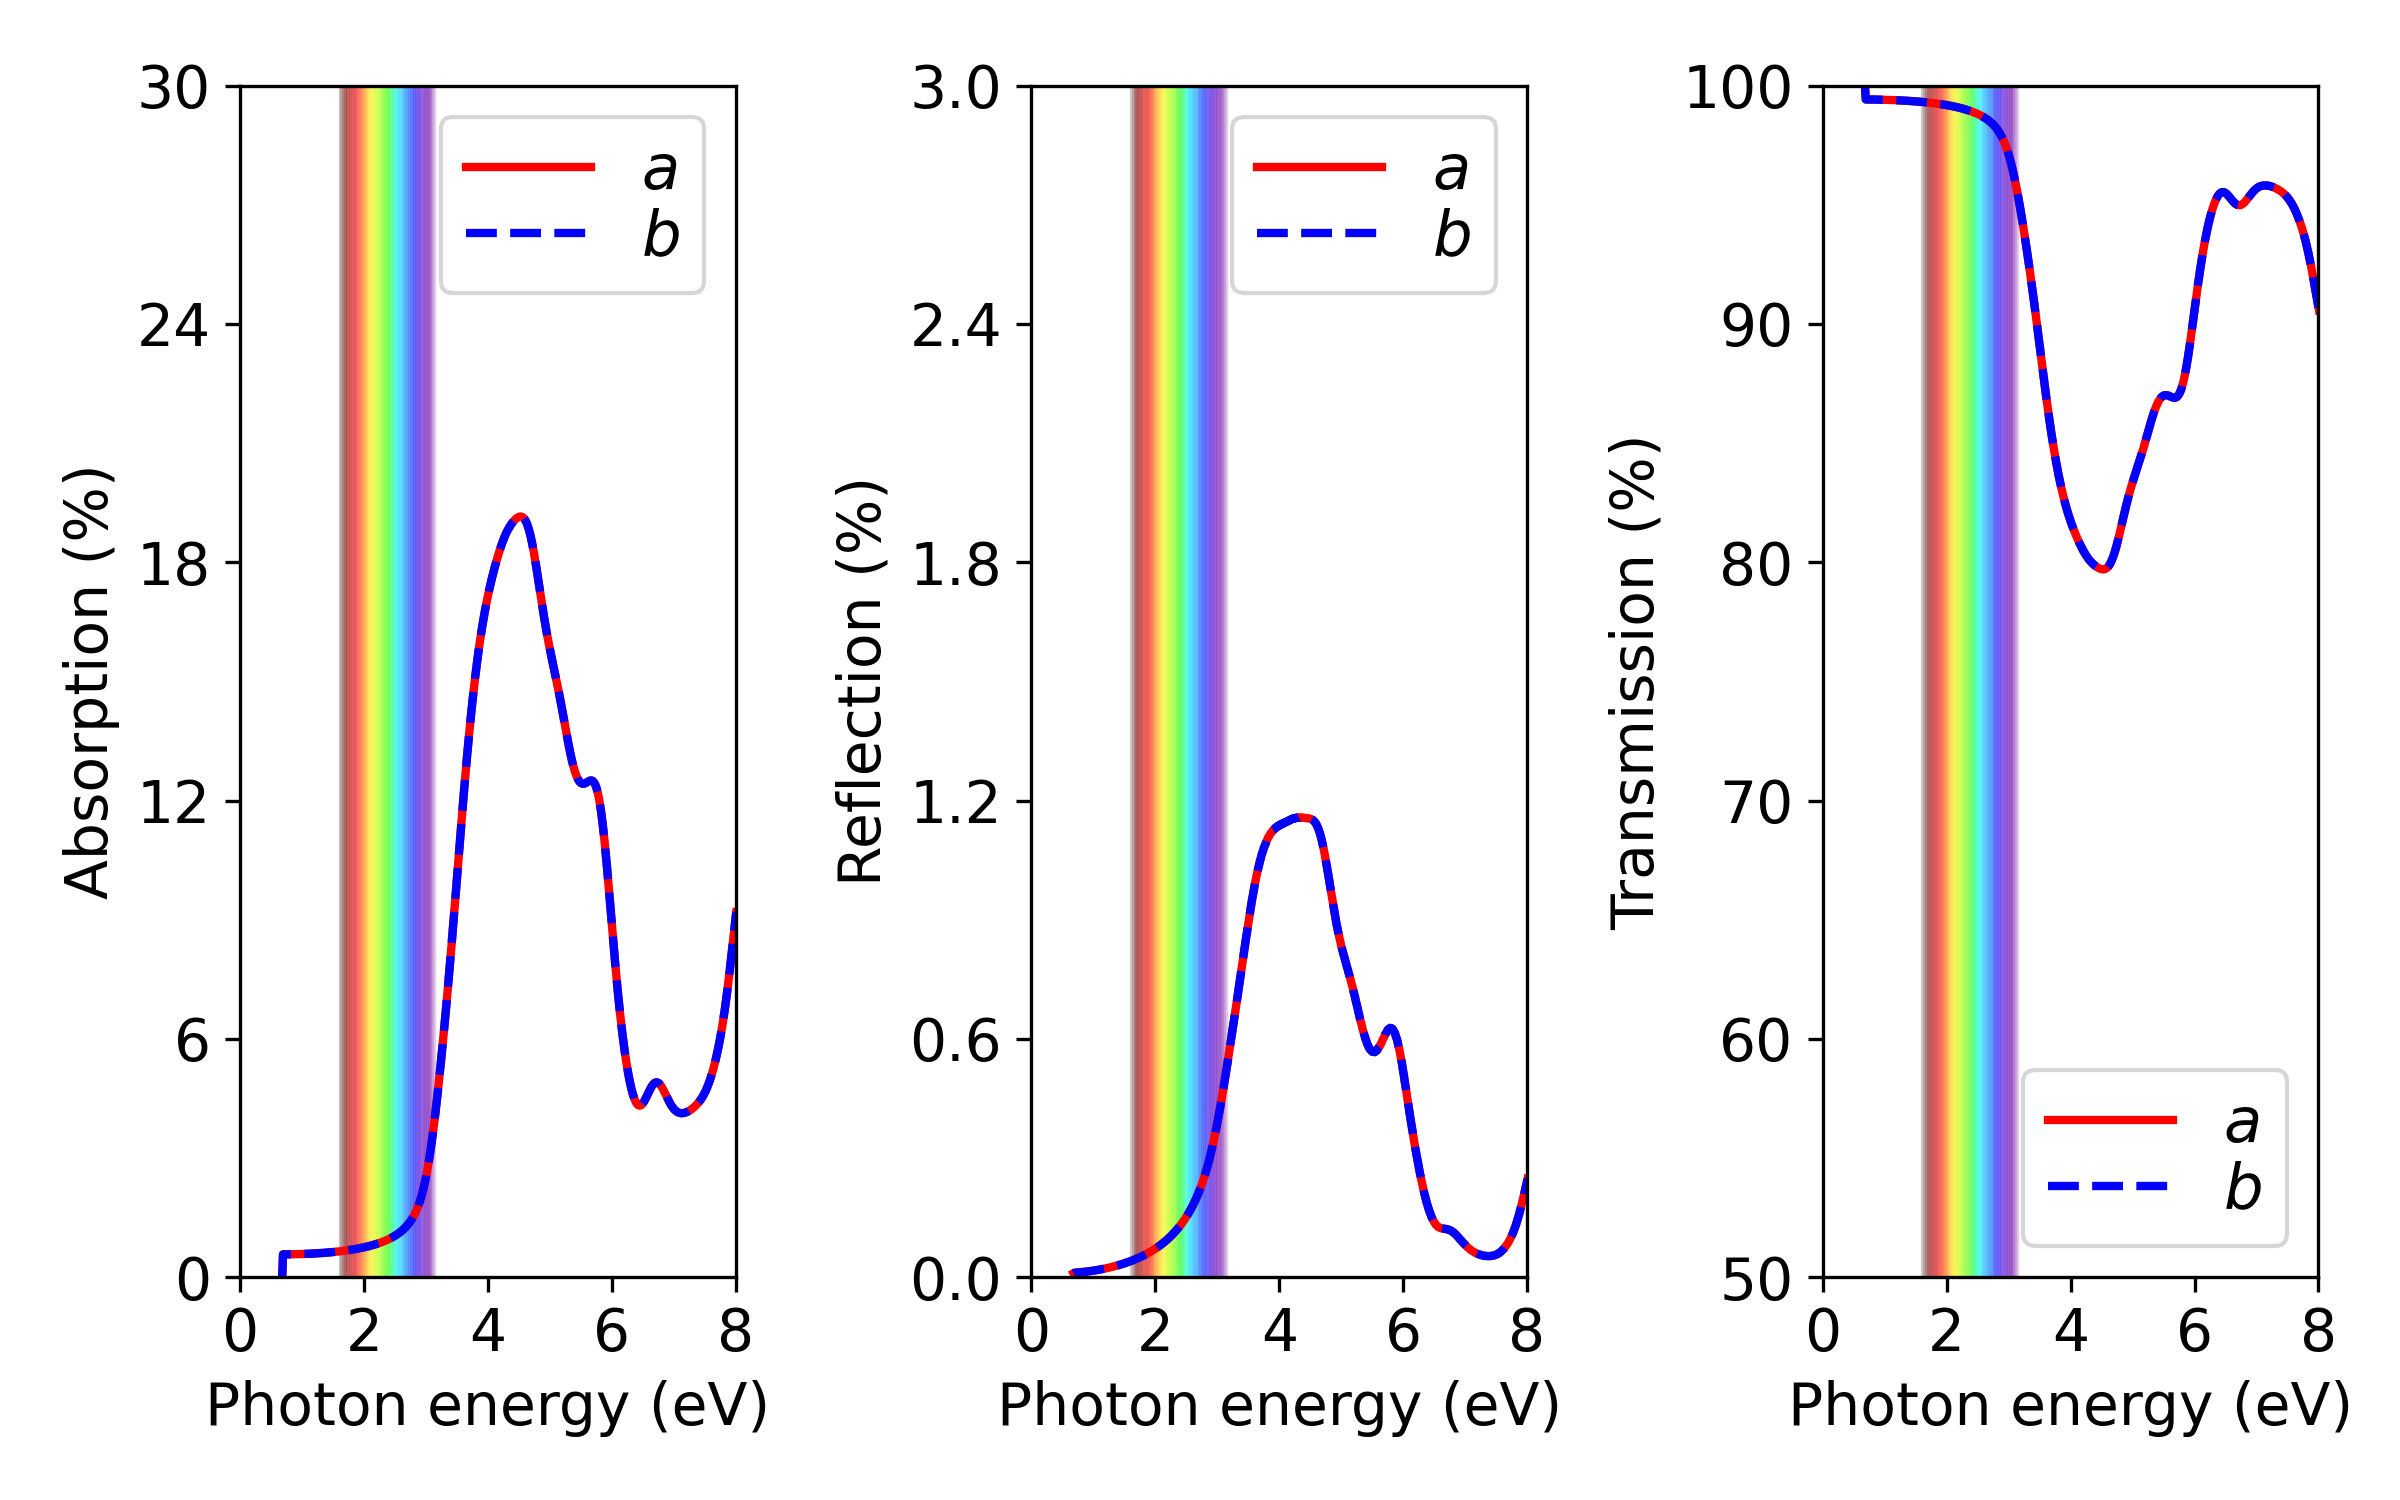 Absorption (%)
30
24
18
12
6
0
0 2 4 6 8
Photon energy (eV)
a
b
Reflection (%)
3.0
2.4
1.8
1.2
0.6
0.0
0 2 4 6 8
Photon energy (eV)
a
b
Transmission (%)
100
90
80
70
60
50
0 2 4 6 8
Photon energy (eV)
a
b